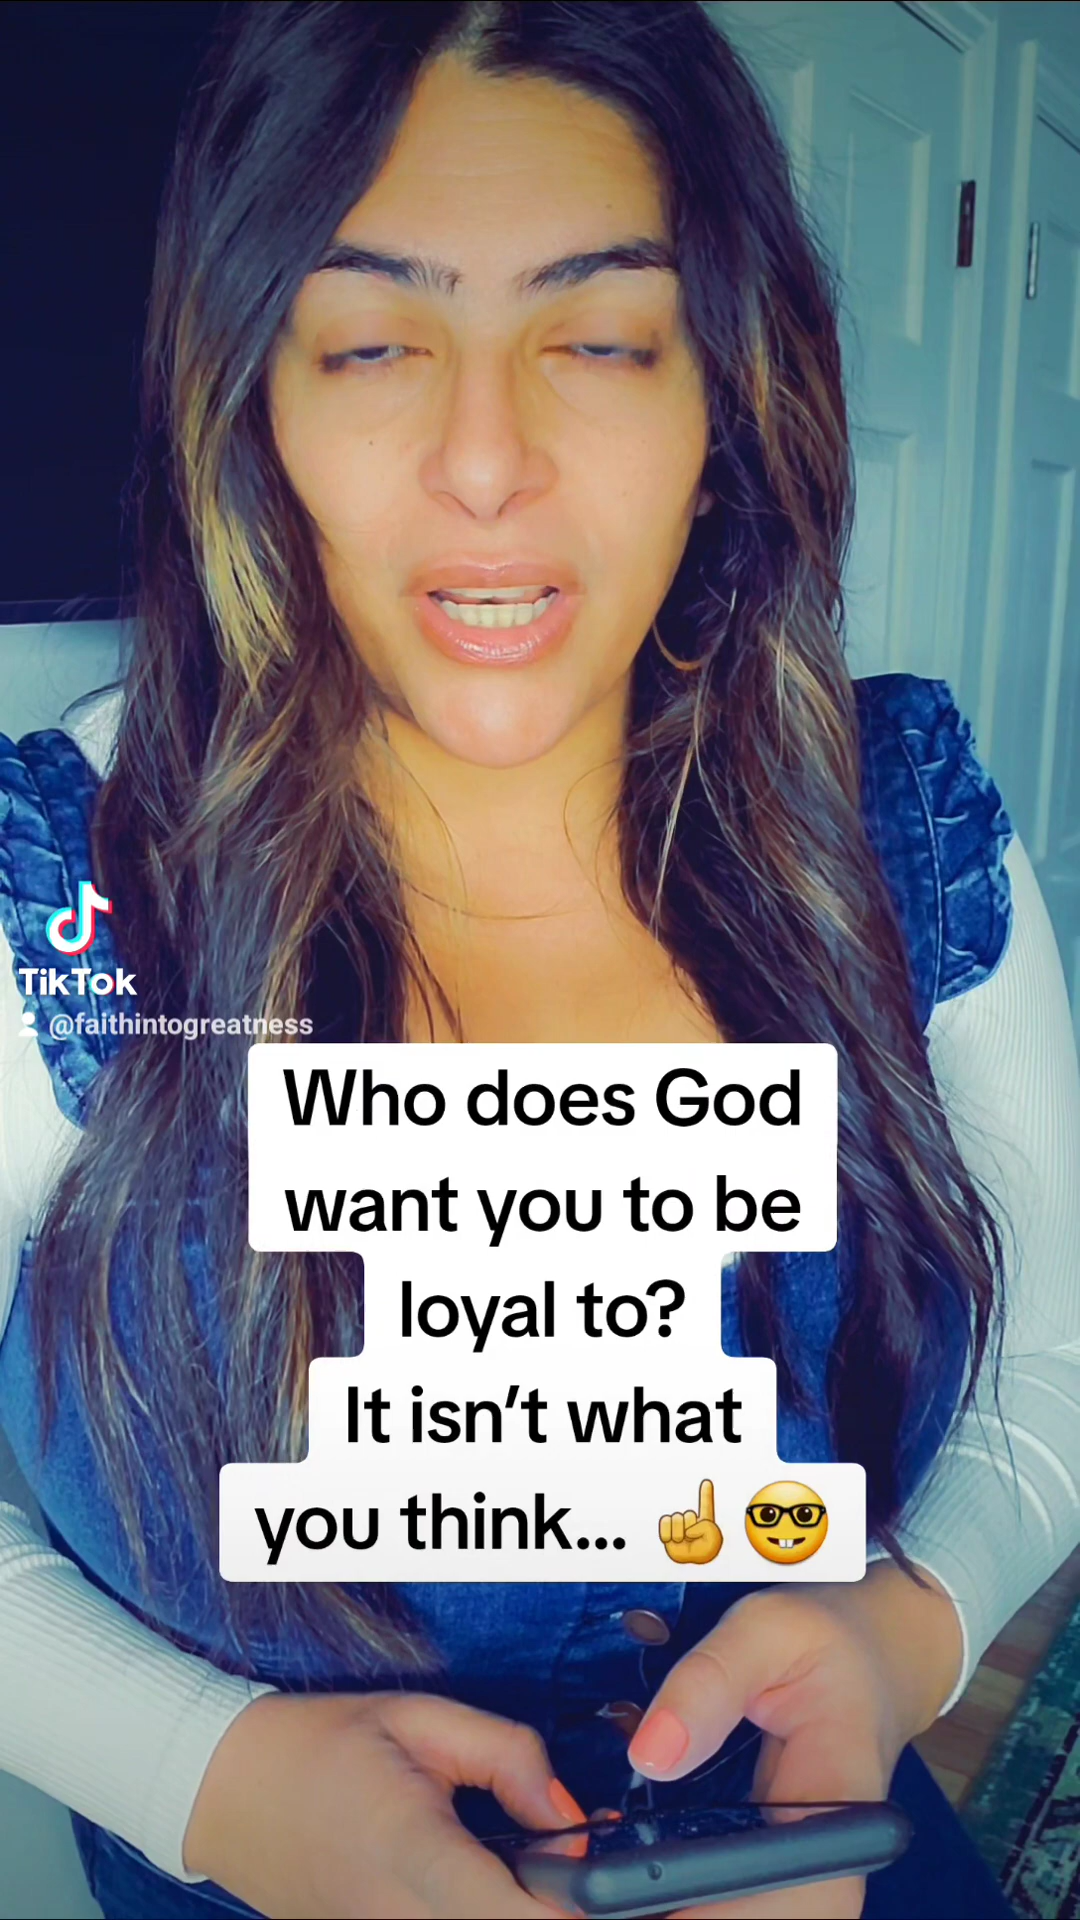 TikTok
@faithintogreatness
Who does God
want you to be
loyal to?
It isn’t what
you think... ☝️🤓